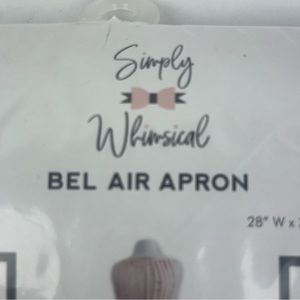 Simply
Whimsical
BEL AIR APRON
28" W x